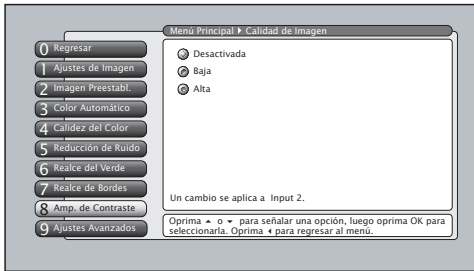 Menú Principal ▸ Calidad de Imagen
0 Regresar
1 Ajustes de Imagen
2 Imagen Preestabl.
3 Color Automático
4 Calidez del Color
5 Reducción de Ruido
6 Realce del Verde
7 Realce de Bordes
8 Amp. de Contraste
9 Ajustes Avanzados
Desactivada
Baja
Alta
Un cambio se aplica a Input 2.
Oprima ▲ o ▼ para señalar una opción, luego oprima OK para
seleccionarla. Oprima ◂ para regresar al menú.